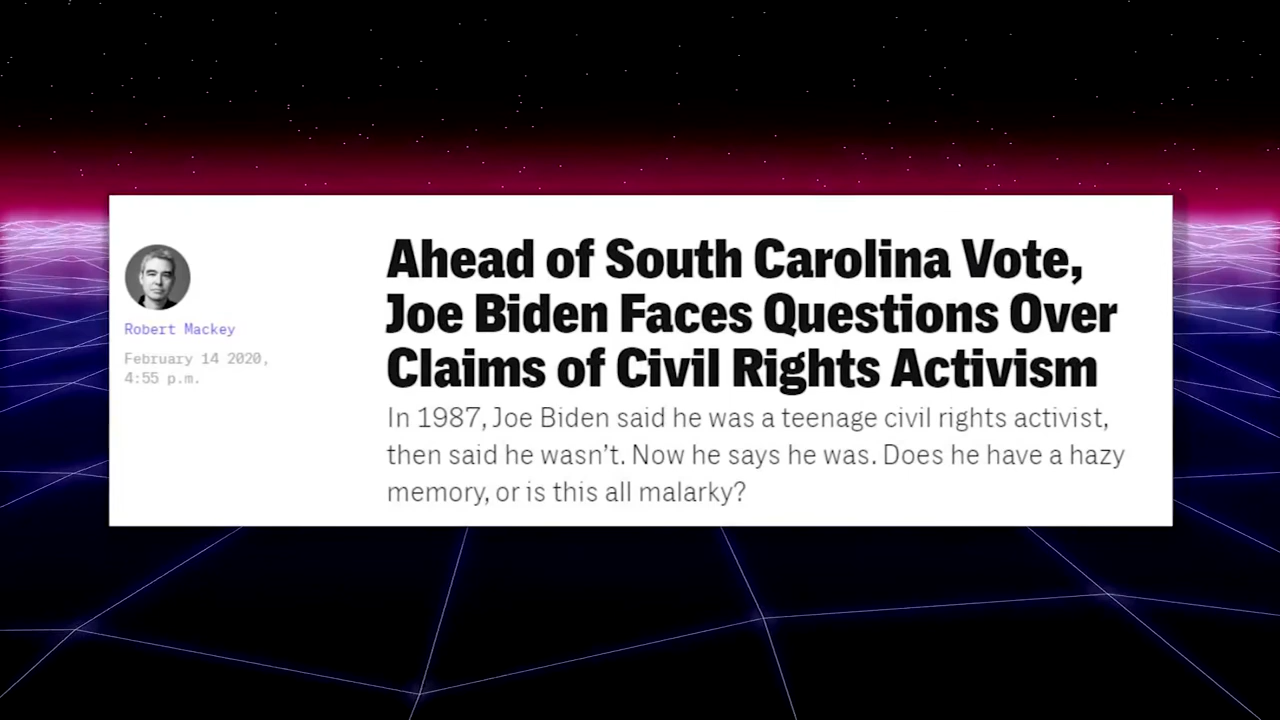 Robert Mackey
February 14 2020,
4:55 p.m.
Ahead of South Carolina Vote,
Joe Biden Faces Questions Over
Claims of Civil Rights Activism
In 1987, Joe Biden said he was a teenage civil rights activist,
then said he wasn’t. Now he says he was. Does he have a hazy
memory, or is this all malarky?